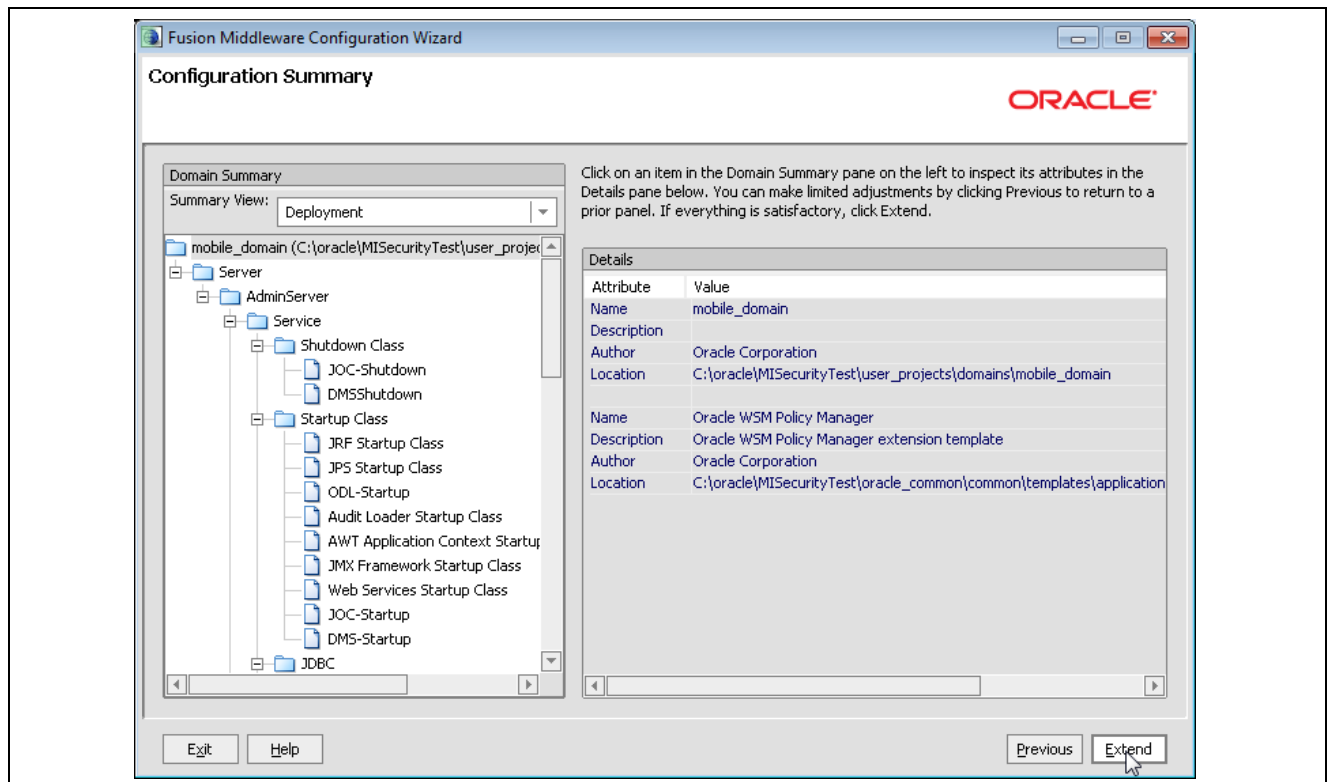 Fusion Middleware Configuration Wizard
Configuration Summary
ORACLE
Domain Summary
Summary View:
Deployment
mobile_domain (C:\oracle\MISecurityTest\user_projec
Server
AdminServer
Service
Shutdown Class
JOC-Shutdown
DMSShutdown
Startup Class
JRF Startup Class
JPS Startup Class
ODL-Startup
Audit Loader Startup Class
AWT Application Context Startup
JMX Framework Startup Class
Web Services Startup Class
JOC-Startup
DMS-Startup
JDBC
Click on an item in the Domain Summary pane on the left to inspect its attributes in the
Details pane below. You can make limited adjustments by clicking Previous to return to a
prior panel. If everything is satisfactory, click Extend.
Details
Attribute Value
Name mobile_domain
Description
Author Oracle Corporation
Location C:\oracle\MISecurityTest\user_projects\domains\mobile_domain
Name Oracle WSM Policy Manager
Description Oracle WSM Policy Manager extension template
Author Oracle Corporation
Location C:\oracle\MISecurityTest\oracle_common\common\templates\application
Exit Help Previous Extend